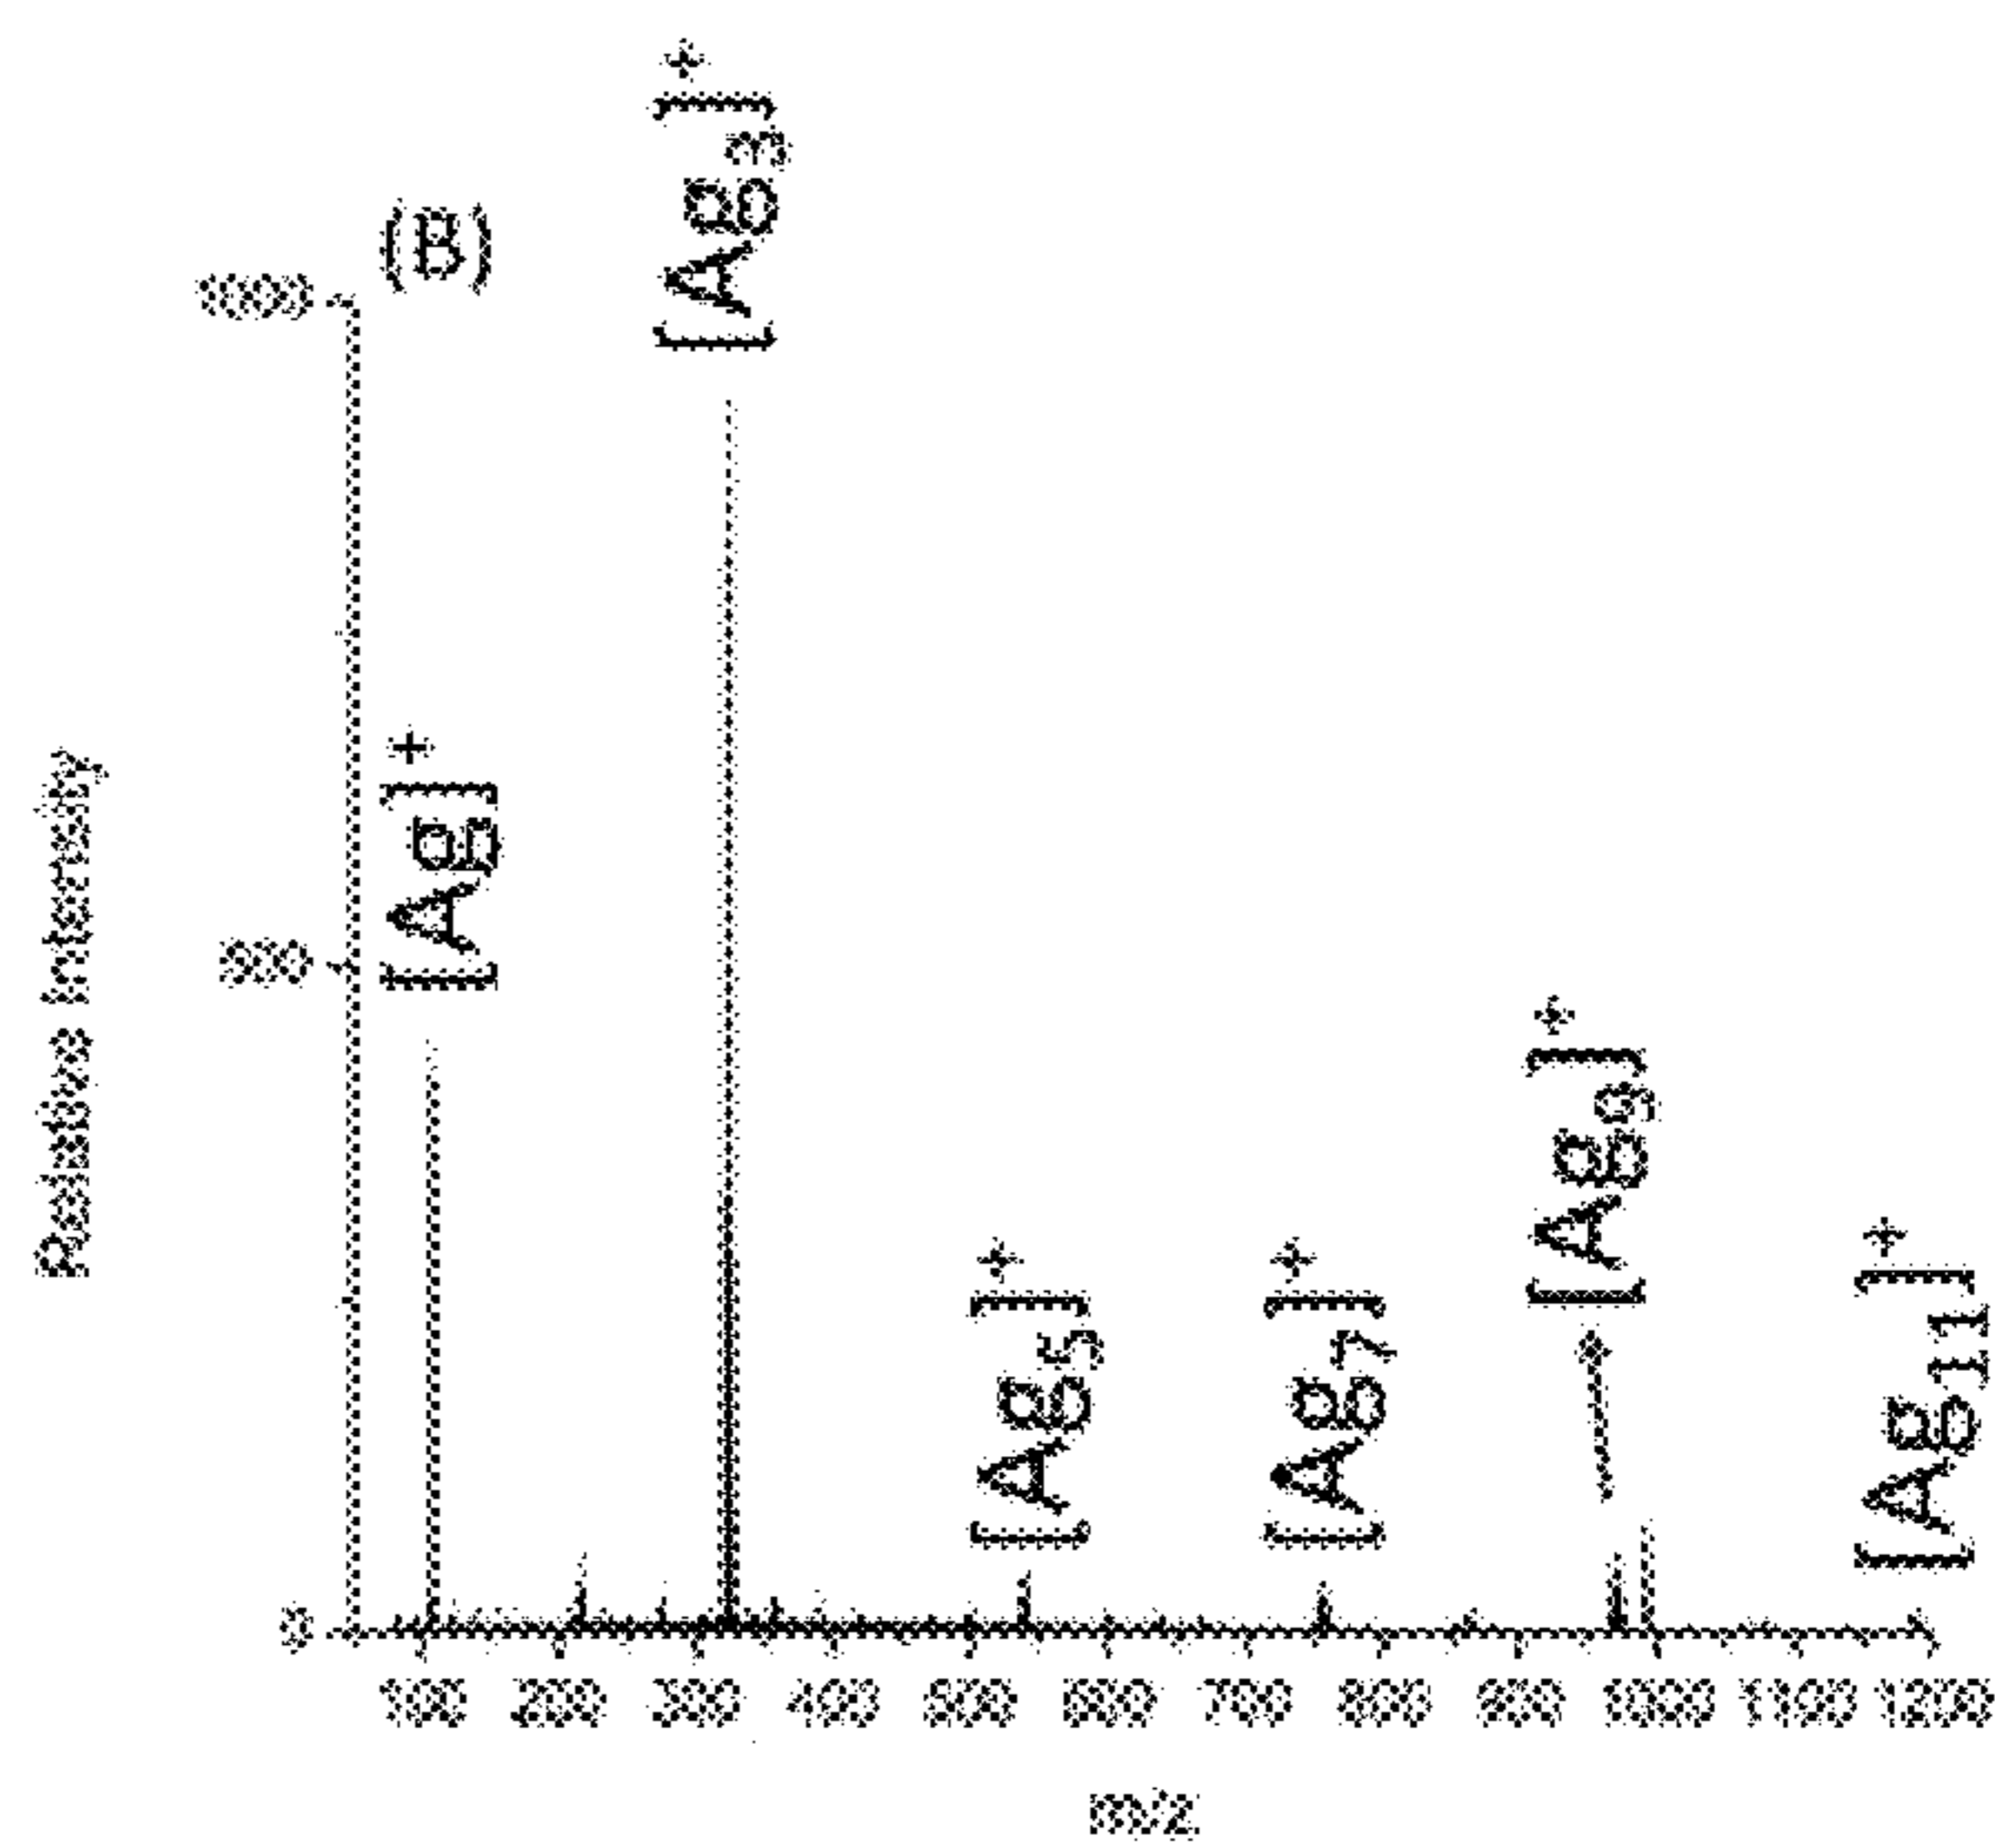 (B)
[Ag₃]⁺
[Ag]⁺
[Ag₅]⁺
[Ag₇]⁺
[Ag₉]⁺
[Ag₁₁]⁺
Relative Intensity
0
100 200 300 400 500 600 700 800 900 1000 1100 1200
m/z